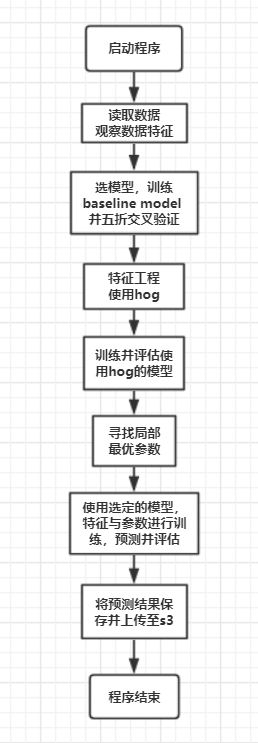 启动程序
读取数据
观察数据特征
选模型，训练
baseline model
并五折交叉验证
特征工程
使用hog
训练并评估使
用hog的模型
寻找局部
最优参数
使用选定的模型，
特征与参数进行训
练，预测并评估
将预测结果保
存并上传至s3
程序结束